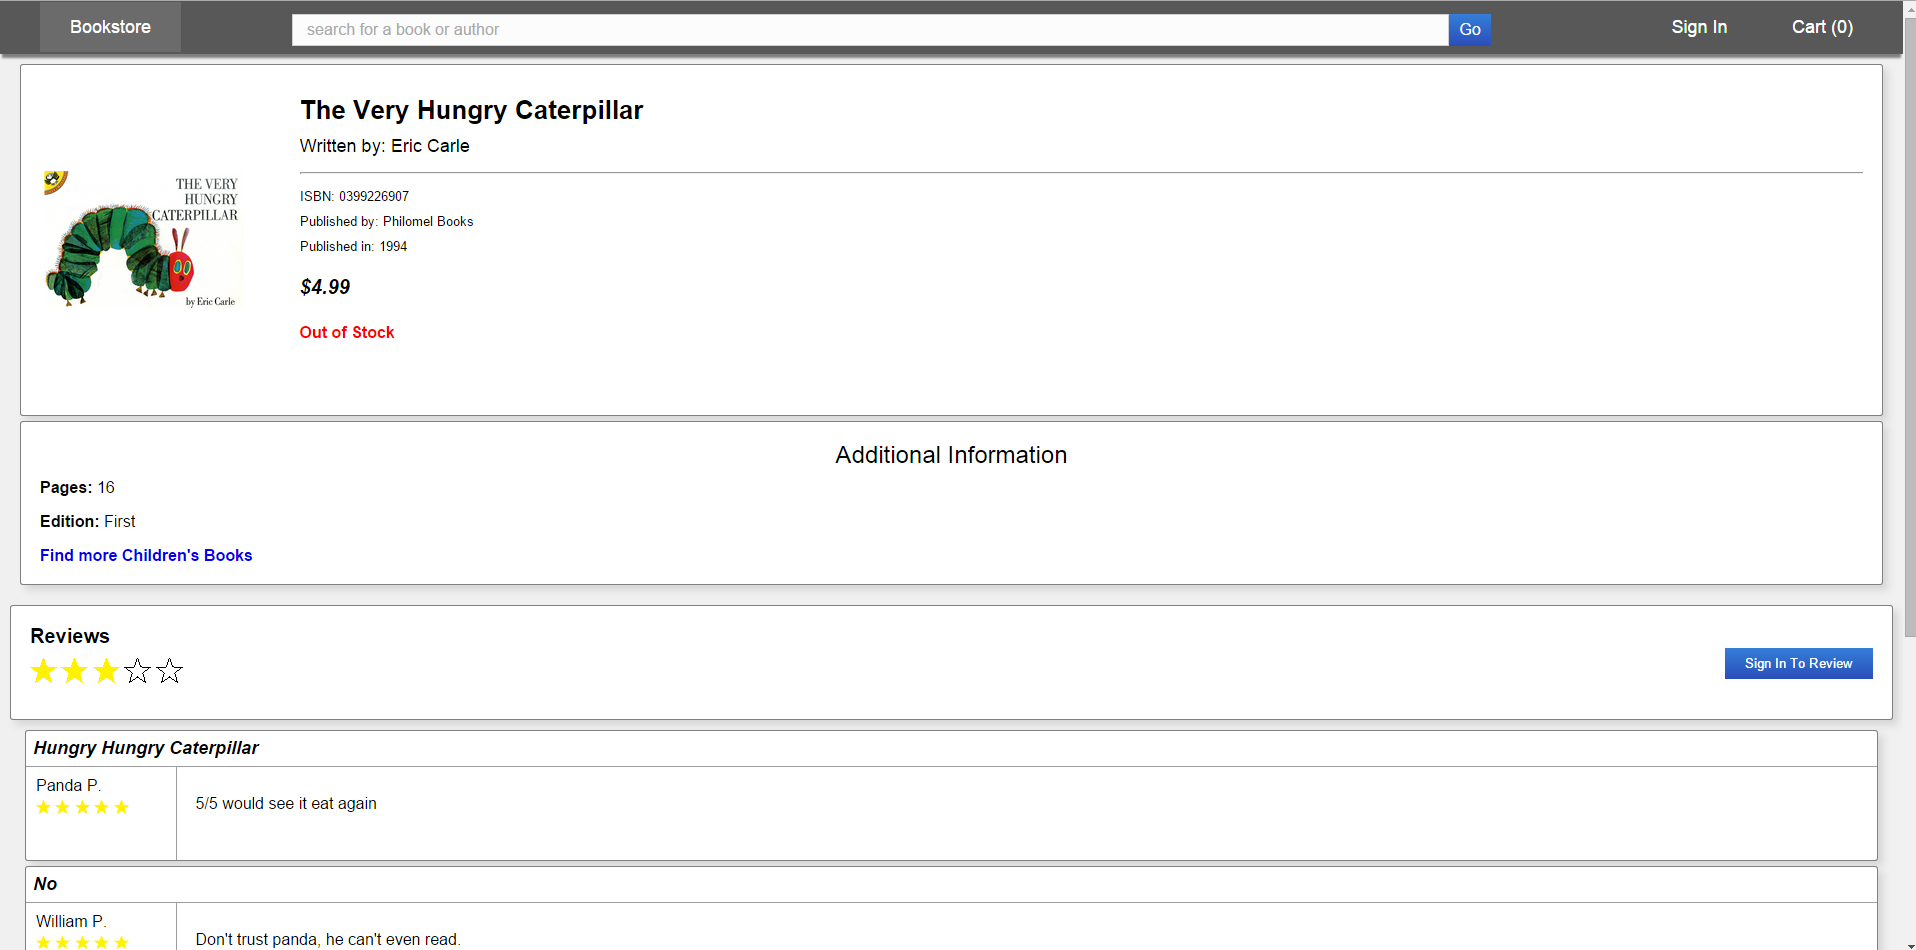 Bookstore
search for a book or author
Go
Sign In
Cart (0)
THE VERY
HUNGRY
CATERPILLAR
by Eric Carle
The Very Hungry Caterpillar
Written by: Eric Carle
ISBN: 0399226907
Published by: Philomel Books
Published in: 1994
$4.99
Out of Stock
Additional Information
Pages: 16
Edition: First
Find more Children's Books
Reviews
Sign In To Review
Hungry Hungry Caterpillar
Panda P.
5/5 would see it eat again
No
William P.
Don't trust panda, he can't even read.